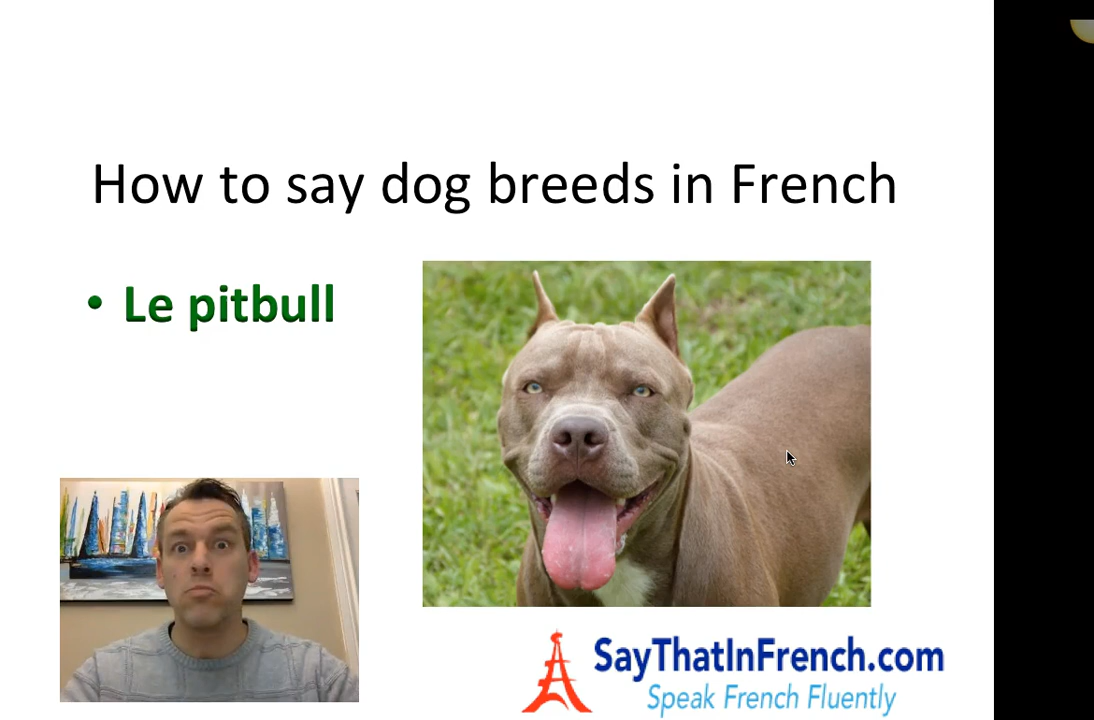 How to say dog breeds in French
• Le pitbull
SayThatInFrench.com
Speak French Fluently